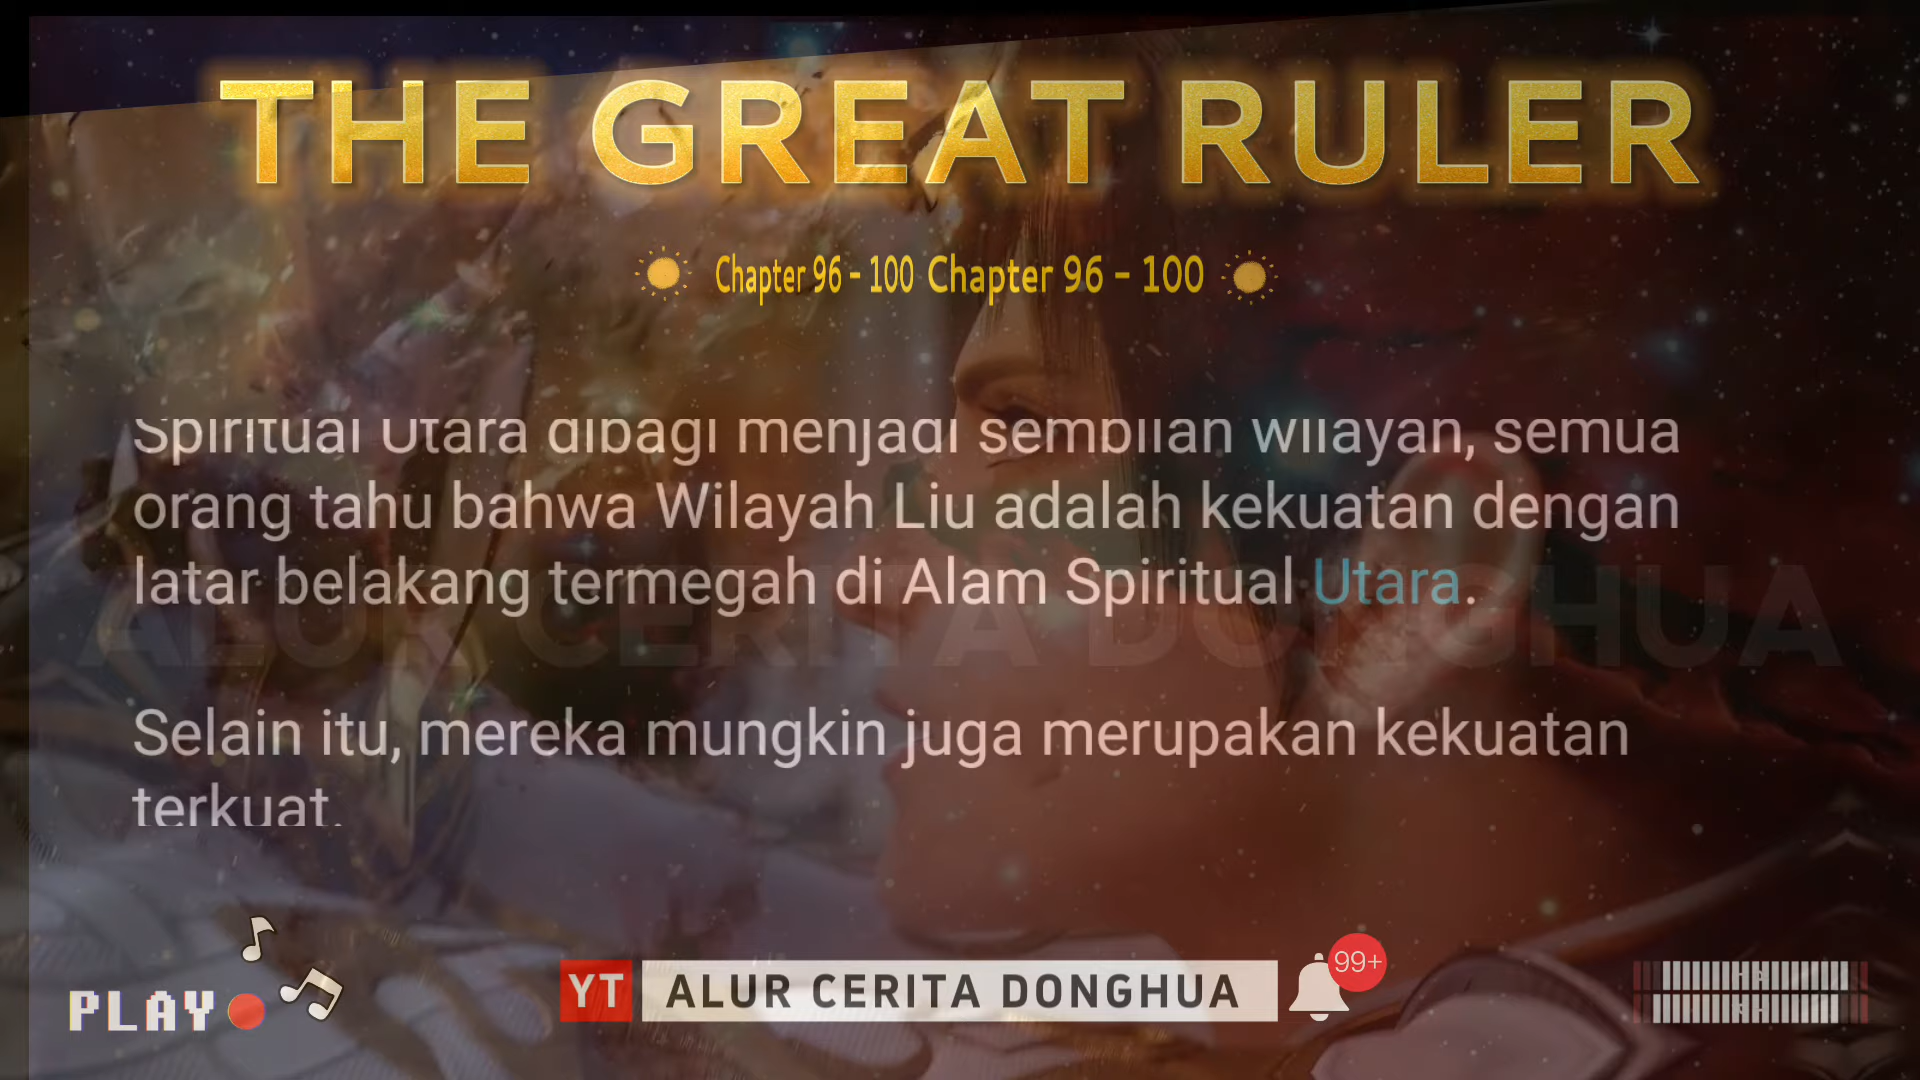 THE GREAT RULER
Chapter 96 - 100 Chapter 96 – 100
Spiritual Utara dibagi menjadi sembilan wilayah, semua
orang tahu bahwa Wilayah Liu adalah kekuatan dengan
latar belakang termegah di Alam Spiritual Utara.
ALUR CERITA DONGHUA
Selain itu, mereka mungkin juga merupakan kekuatan
terkuat.
PLAY
YT ALUR CERITA DONGHUA
99+